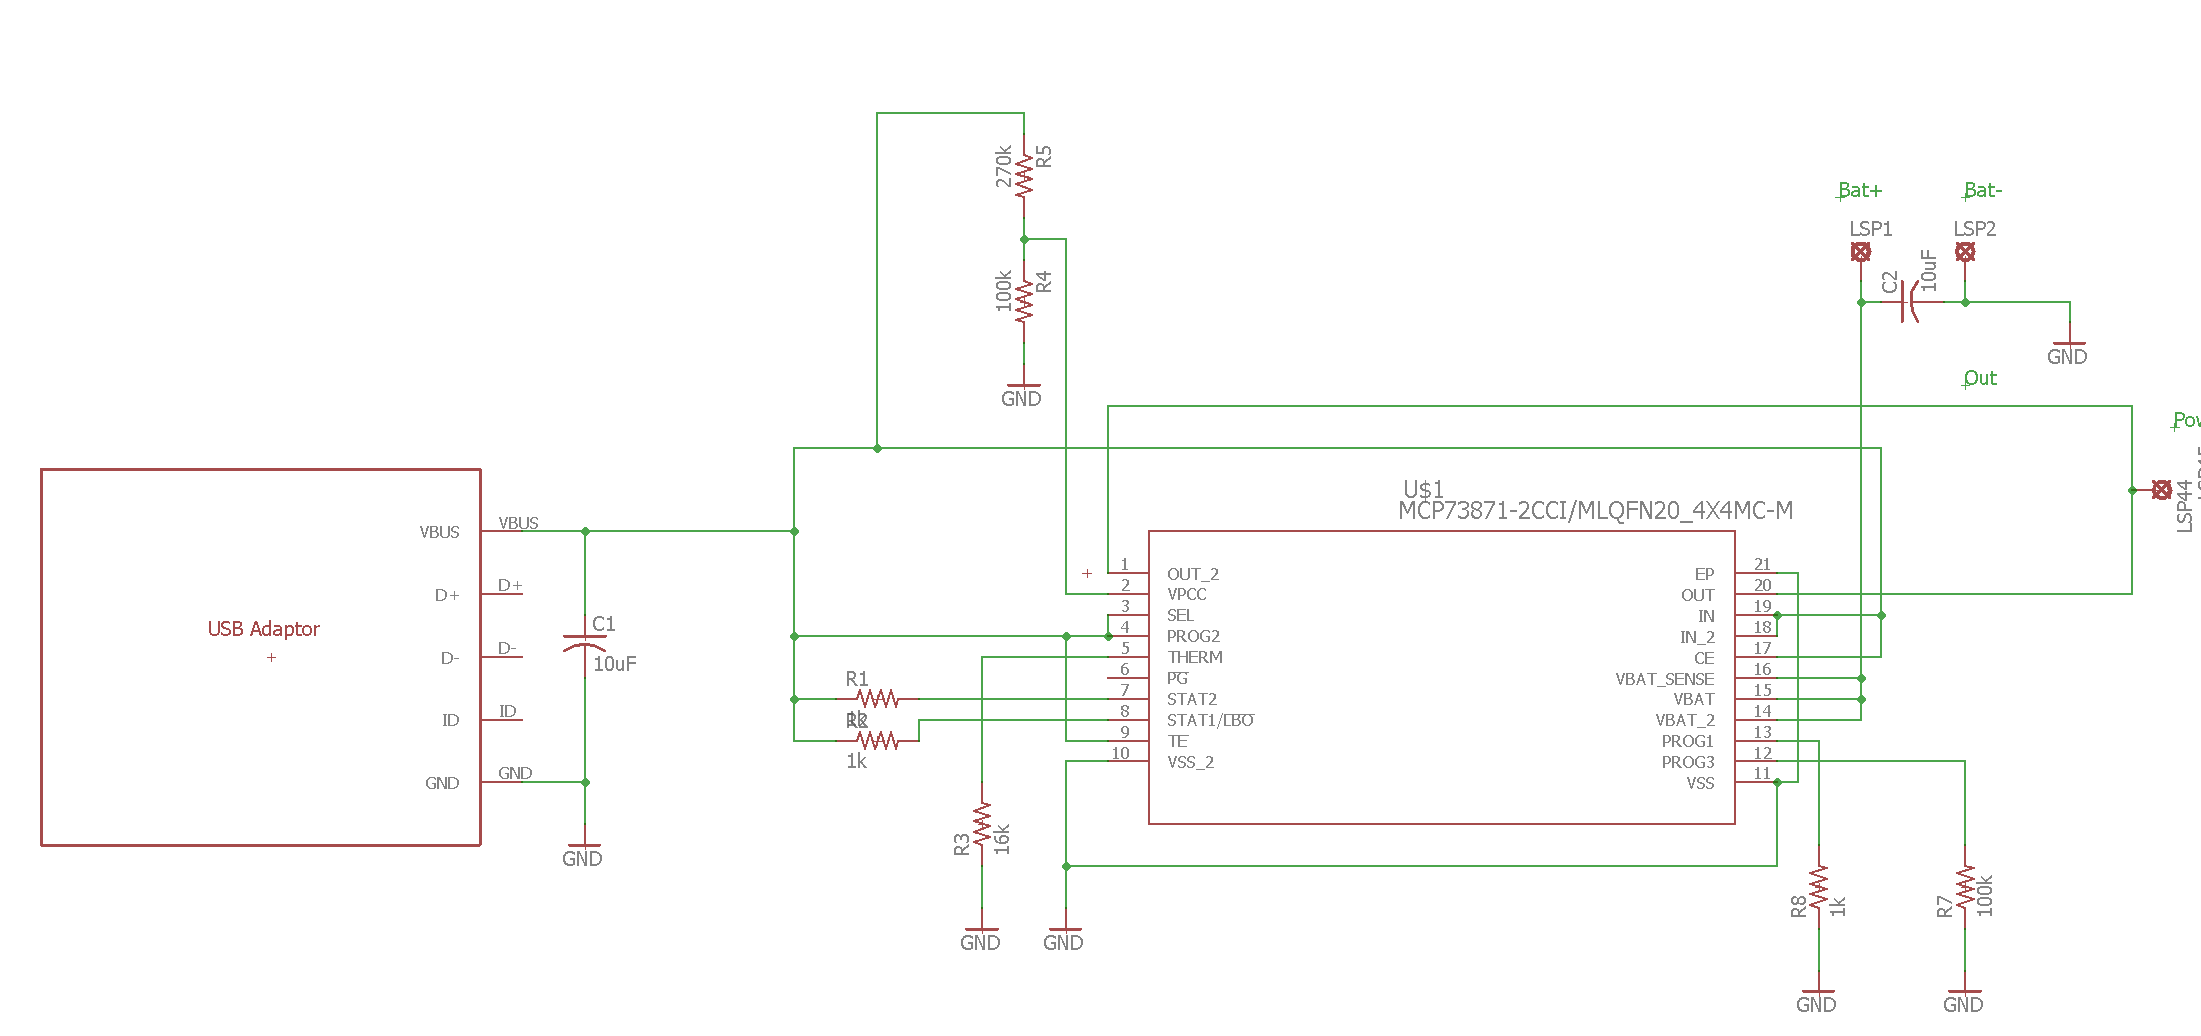 270k
R5
100k
R4
GND
Bat+
Bat-
LSP1
LSP2
C2
10uF
GND
Out
LSP44
U$1
MCP73871-2CCI/MLQFN20_4X4MC-M
USB Adaptor
VBUS
VBUS
D+
D+
D-
D-
ID
ID
GND
GND
C1
10uF
GND
R1
1k
R2
1k
R3
16k
GND
GND
1 OUT_2
2 VPCC
3 SEL
4 PROG2
5 THERM
6 PG
7 STAT2
8 STAT1/LBO
9 TE
10 VSS_2
EP 21
OUT 20
IN 19
IN_2 18
CE 17
VBAT_SENSE 16
VBAT 15
VBAT_2 14
PROG1 13
PROG3 12
VSS 11
R8
1k
GND
R7
100k
GND